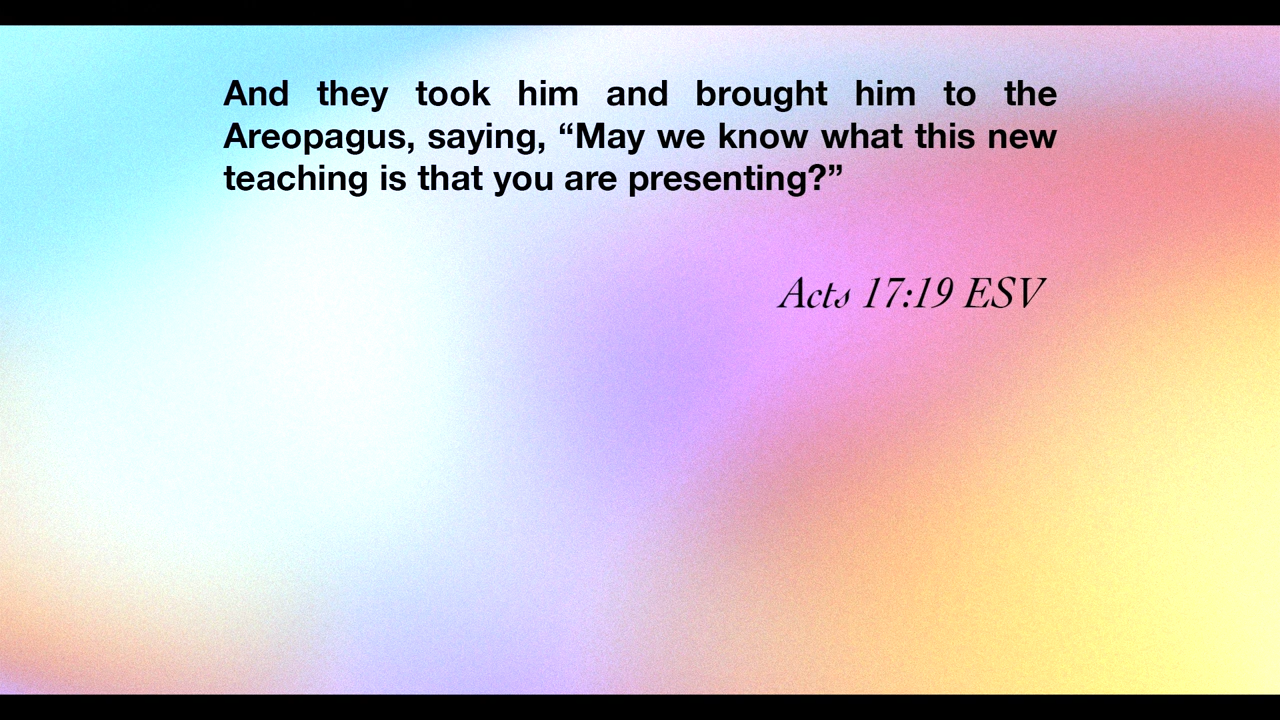 And they took him and brought him to the
Areopagus, saying, “May we know what this new
teaching is that you are presenting?”
Acts 17:19 ESV